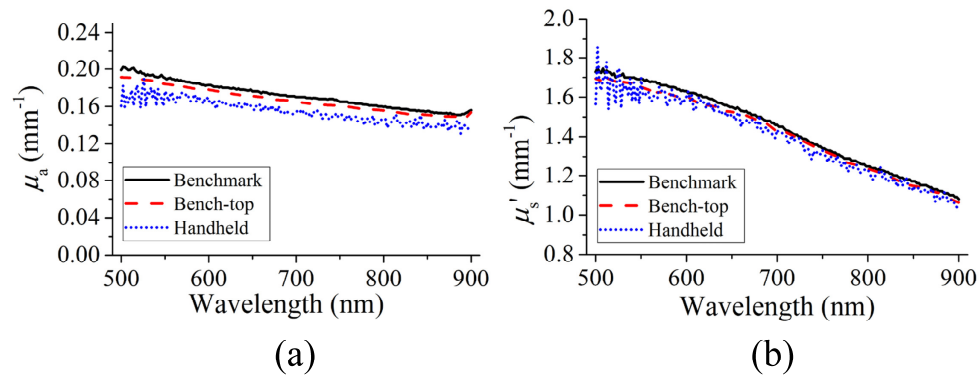 0.24
0.20
0.16
0.12
0.08
0.04
0.00
μa (mm⁻¹)
Benchmark
Bench-top
Handheld
500 600 700 800 900
Wavelength (nm)
(a)
2.0
1.8
1.6
1.4
1.2
1.0
0.8
μs' (mm⁻¹)
Benchmark
Bench-top
Handheld
500 600 700 800 900
Wavelength (nm)
(b)